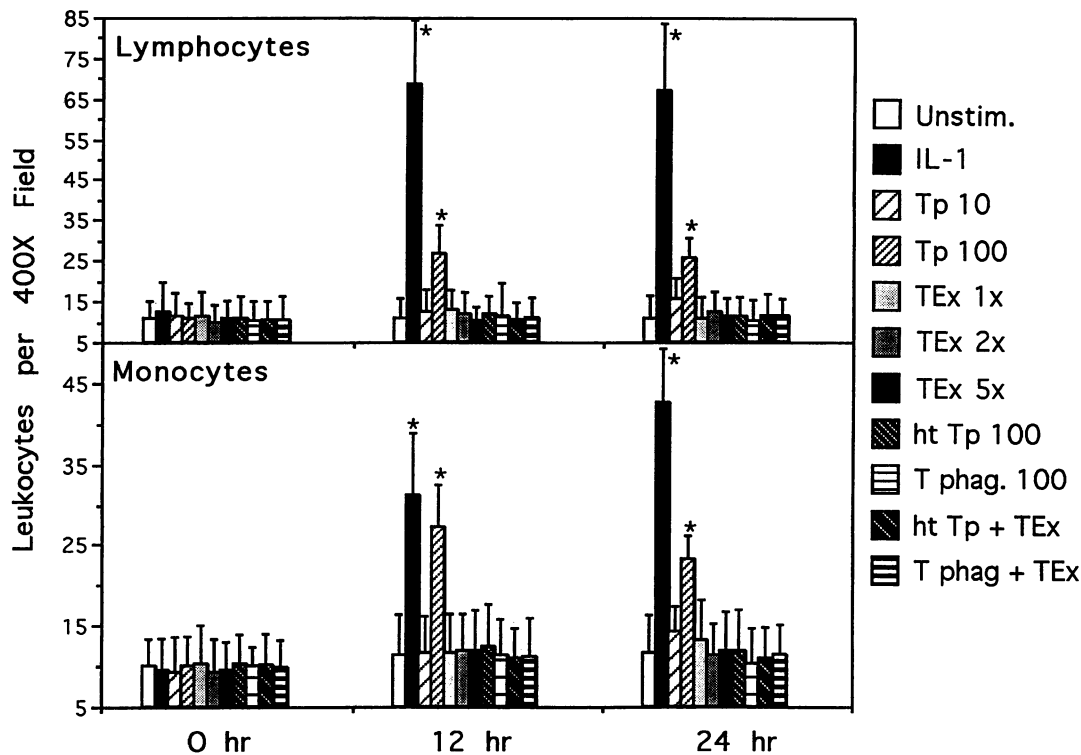 Leukocytes per 400X Field
Lymphocytes
85
75
65
55
45
35
25
15
5
*
*
*
*
Monocytes
45
35
25
15
5
*
*
*
*
0 hr
12 hr
24 hr
Unstim.
IL-1
Tp 10
Tp 100
TEx 1x
TEx 2x
TEx 5x
ht Tp 100
T phag. 100
ht Tp + TEx
T phag + TEx